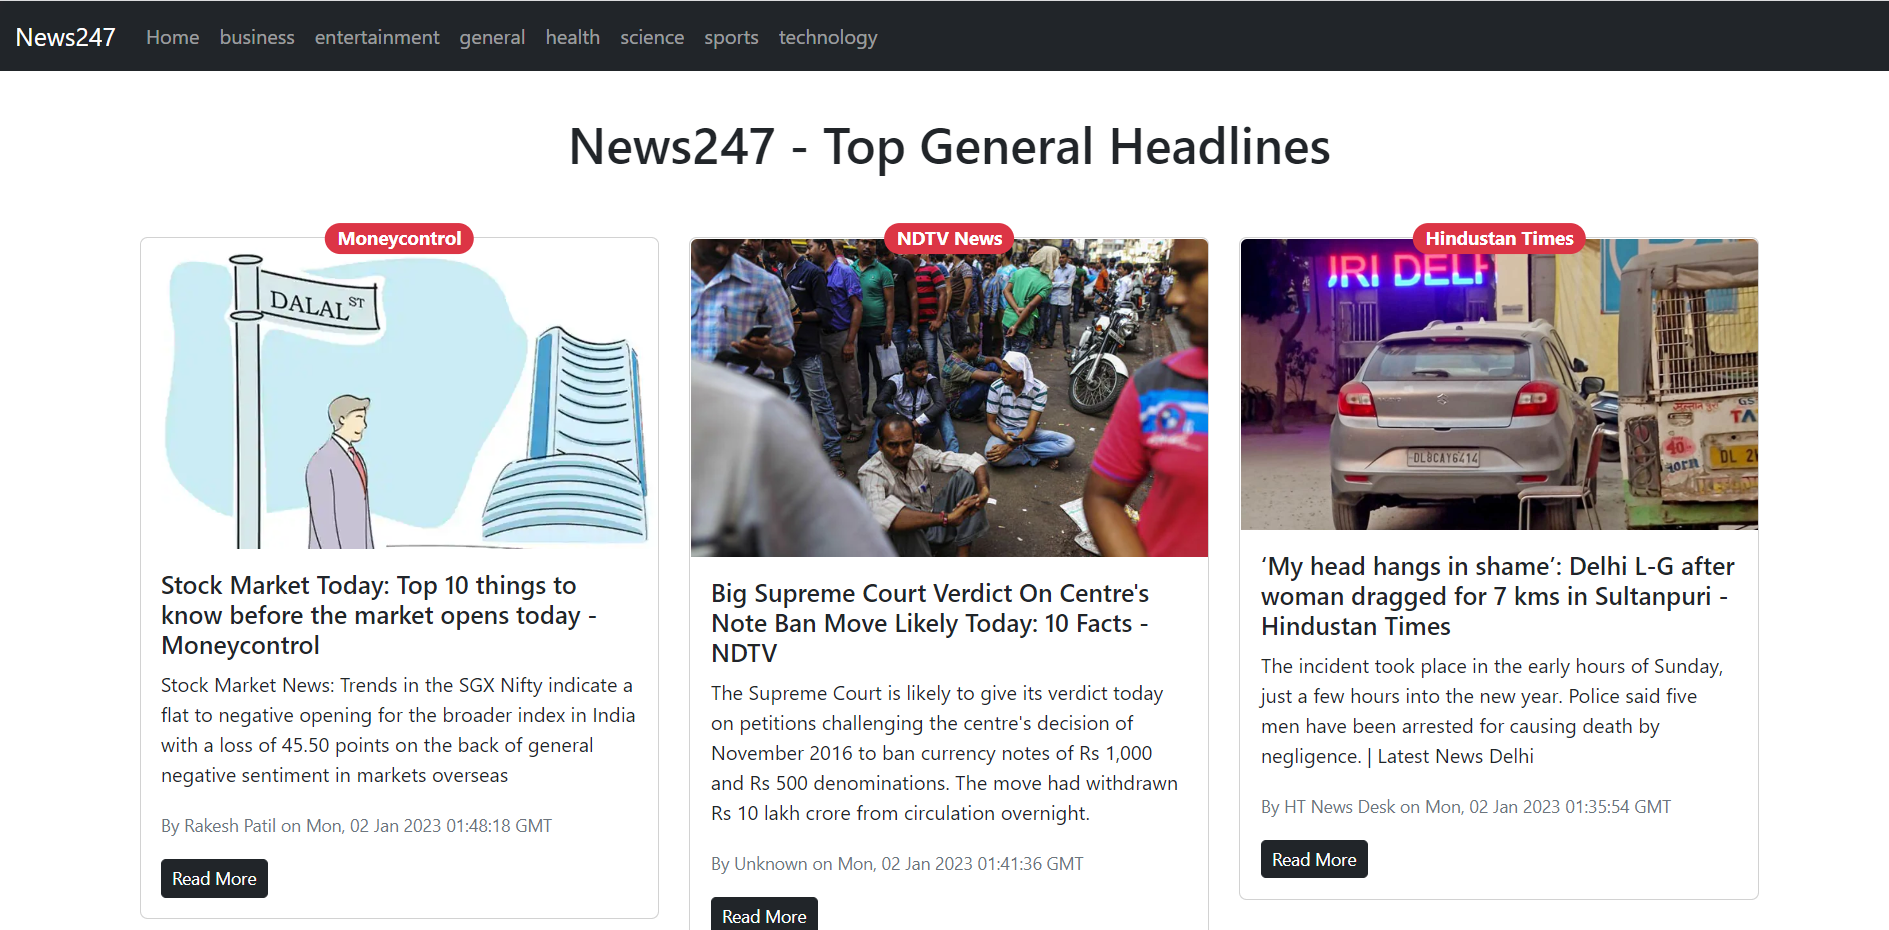 News247 Home business entertainment general health science sports technology
News247 - Top General Headlines
Moneycontrol
DALAL ST
Stock Market Today: Top 10 things to
know before the market opens today -
Moneycontrol
Stock Market News: Trends in the SGX Nifty indicate a
flat to negative opening for the broader index in India
with a loss of 45.50 points on the back of general
negative sentiment in markets overseas
By Rakesh Patil on Mon, 02 Jan 2023 01:48:18 GMT
Read More
NDTV News
Big Supreme Court Verdict On Centre's
Note Ban Move Likely Today: 10 Facts -
NDTV
The Supreme Court is likely to give its verdict today
on petitions challenging the centre's decision of
November 2016 to ban currency notes of Rs 1,000
and Rs 500 denominations. The move had withdrawn
Rs 10 lakh crore from circulation overnight.
By Unknown on Mon, 02 Jan 2023 01:41:36 GMT
Read More
Hindustan Times
URI DELH
DL8CAY6414
40
HORN
TA
DL 2
‘My head hangs in shame’: Delhi L-G after
woman dragged for 7 kms in Sultanpuri -
Hindustan Times
The incident took place in the early hours of Sunday,
just a few hours into the new year. Police said five
men have been arrested for causing death by
negligence. | Latest News Delhi
By HT News Desk on Mon, 02 Jan 2023 01:35:54 GMT
Read More